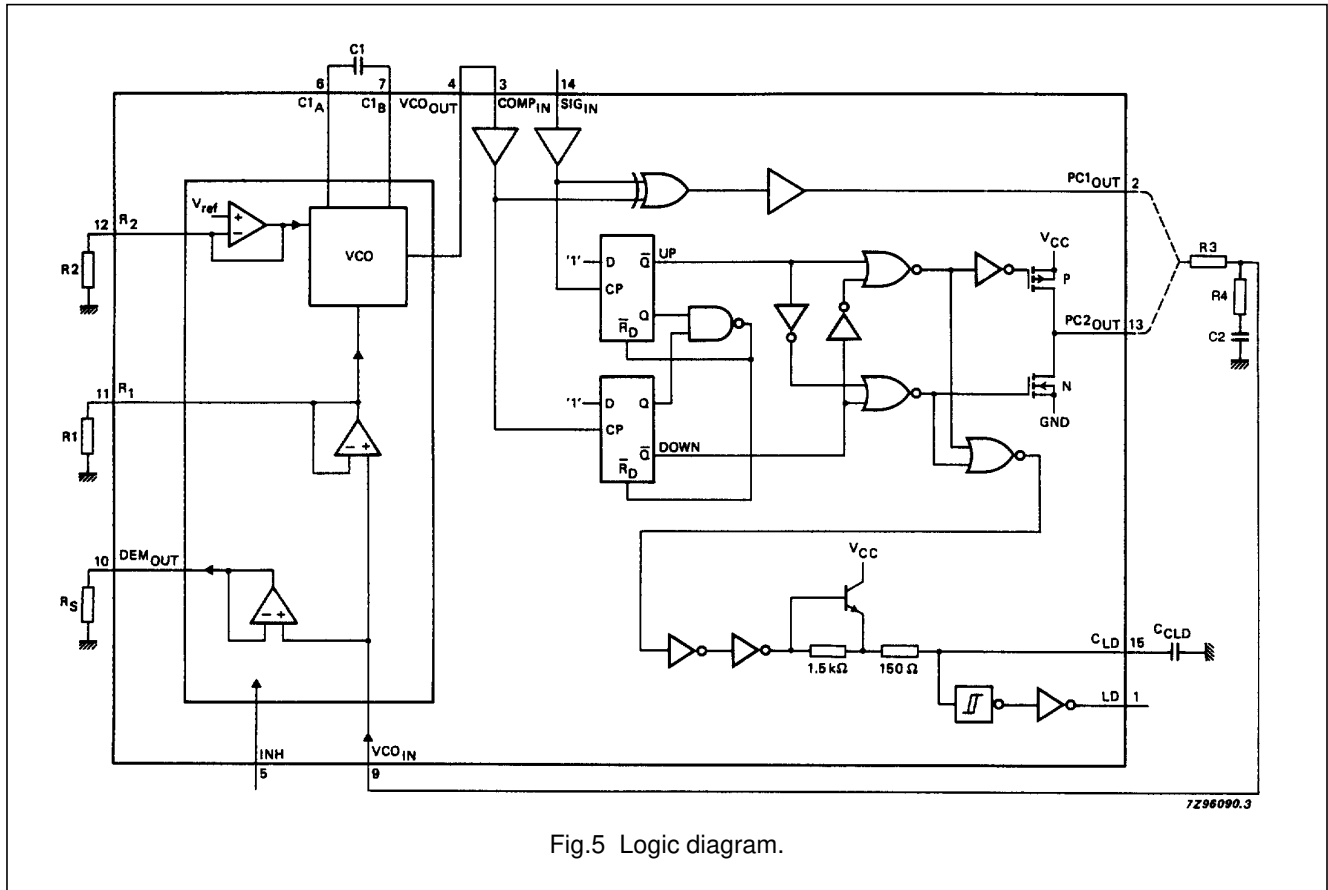 C1
6 7 4 3 14
C1A C1B VCOOUT COMPIN SIGIN
PC1OUT 2
Vref
+
−
12 R2
R2
VCO
'1' D Q̅ UP
CP
Q
R̅D
VCC
P
R3
R4
C2
PC2OUT 13
11 R1
R1
− +
'1' D Q
CP
Q̅ DOWN
R̅D
N
GND
10 DEMOUT
RS
− +
VCC
1.5 kΩ 150 Ω
CLD 15 CCLD
LD 1
INH
5
VCOIN
9
7Z96090.3
Fig.5 Logic diagram.